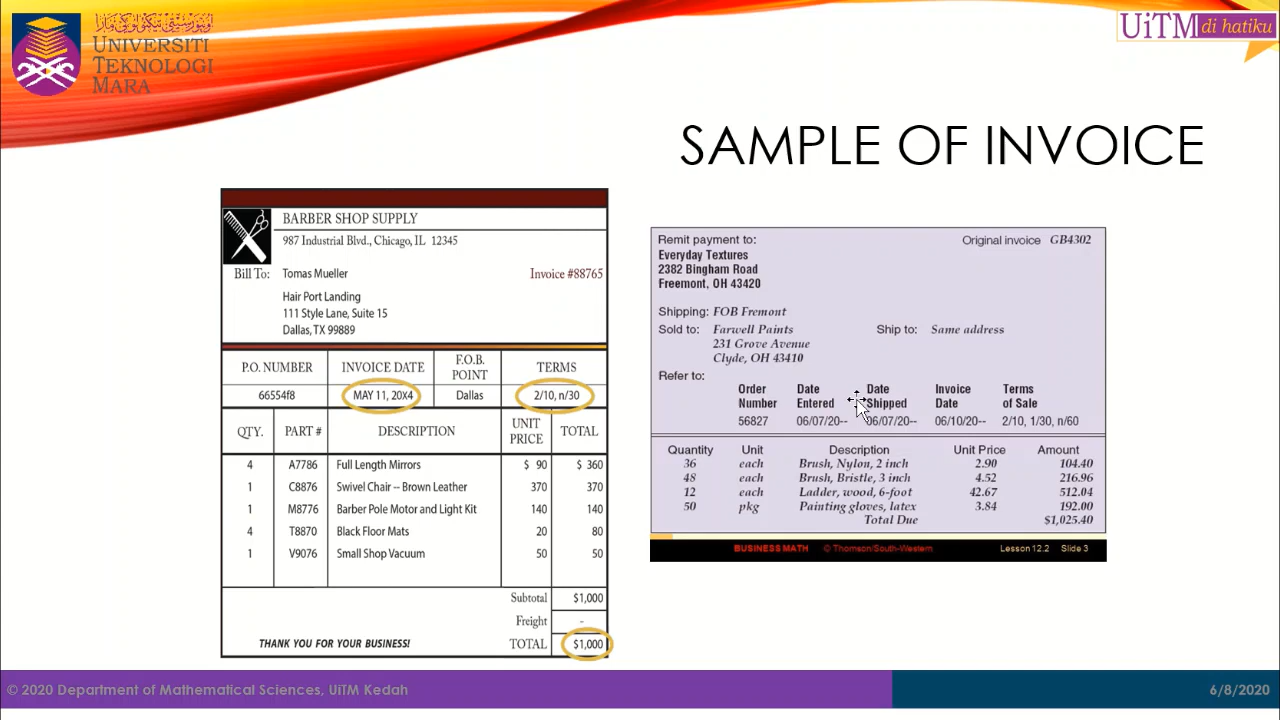 UNIVERSITI
TEKNOLOGI
MARA
UiTM di hatiku
SAMPLE OF INVOICE
BARBER SHOP SUPPLY
987 Industrial Blvd., Chicago, IL 12345
Bill To: Tomas Mueller Invoice #88765
Hair Port Landing
111 Style Lane, Suite 15
Dallas, TX 99889
P.O. NUMBER INVOICE DATE F.O.B. POINT TERMS
66554f8 MAY 11, 20X4 Dallas 2/10, n/30
QTY. PART # DESCRIPTION UNIT PRICE TOTAL
4 A7786 Full Length Mirrors $ 90 $ 360
1 C8876 Swivel Chair -- Brown Leather 370 370
1 M8776 Barber Pole Motor and Light Kit 140 140
4 T8870 Black Floor Mats 20 80
1 V9076 Small Shop Vacuum 50 50
Subtotal $1,000
Freight -
THANK YOU FOR YOUR BUSINESS! TOTAL $1,000
Remit payment to: Original invoice GB4302
Everyday Textures
2382 Bingham Road
Freemont, OH 43420
Shipping: FOB Fremont
Sold to: Farwell Paints Ship to: Same address
231 Grove Avenue
Clyde, OH 43410
Refer to:
Order Date Date Invoice Terms
Number Entered Shipped Date of Sale
56827 06/07/20-- 06/07/20-- 06/10/20-- 2/10, 1/30, n/60
Quantity Unit Description Unit Price Amount
36 each Brush, Nylon, 2 inch 2.90 104.40
48 each Brush, Bristle, 3 inch 4.52 216.96
12 each Ladder, wood, 6-foot 42.67 512.04
50 pkg Painting gloves, latex 3.84 192.00
Total Due $1,025.40
BUSINESS MATH © Thomson/South-Western Lesson 12.2 Slide 3
© 2020 Department of Mathematical Sciences, UiTM Kedah 6/8/2020